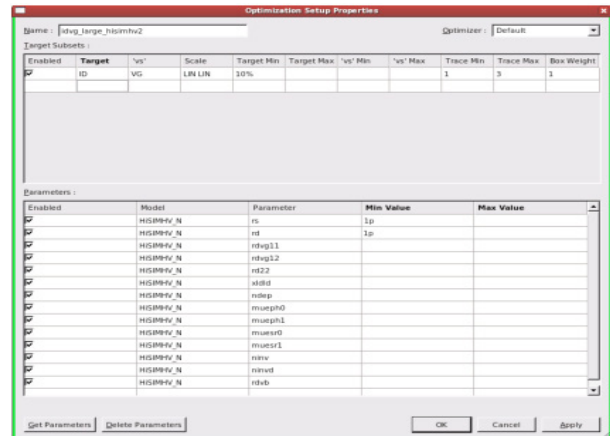 Optimization Setup Properties
Name : idvg_large_hisimhv2 Optimizer : Default
Target Subsets :
Enabled Target 'vs' Scale Target Min Target Max 'vs' Min 'vs' Max Trace Min Trace Max Box Weight
ID VG LIN LIN 10% 1 3 1
Parameters :
Enabled Model Parameter Min Value Max Value
HiSIMHV_N rs 1p
HiSIMHV_N rd 1p
HiSIMHV_N rdvg11
HiSIMHV_N rdvg12
HiSIMHV_N rd22
HiSIMHV_N xldld
HiSIMHV_N ndep
HiSIMHV_N mueph0
HiSIMHV_N mueph1
HiSIMHV_N muesr0
HiSIMHV_N muesr1
HiSIMHV_N ninv
HiSIMHV_N ninvd
HiSIMHV_N rdvb
Get Parameters Delete Parameters OK Cancel Apply